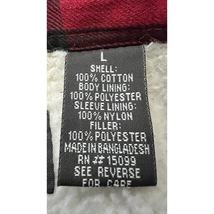 L
SHELL:
100% COTTON
BODY LINING:
100% POLYESTER
SLEEVE LINING:
100% NYLON
FILLER:
100% POLYESTER
MADE IN BANGLADESH
RN # 15099
SEE REVERSE
FOR CARE